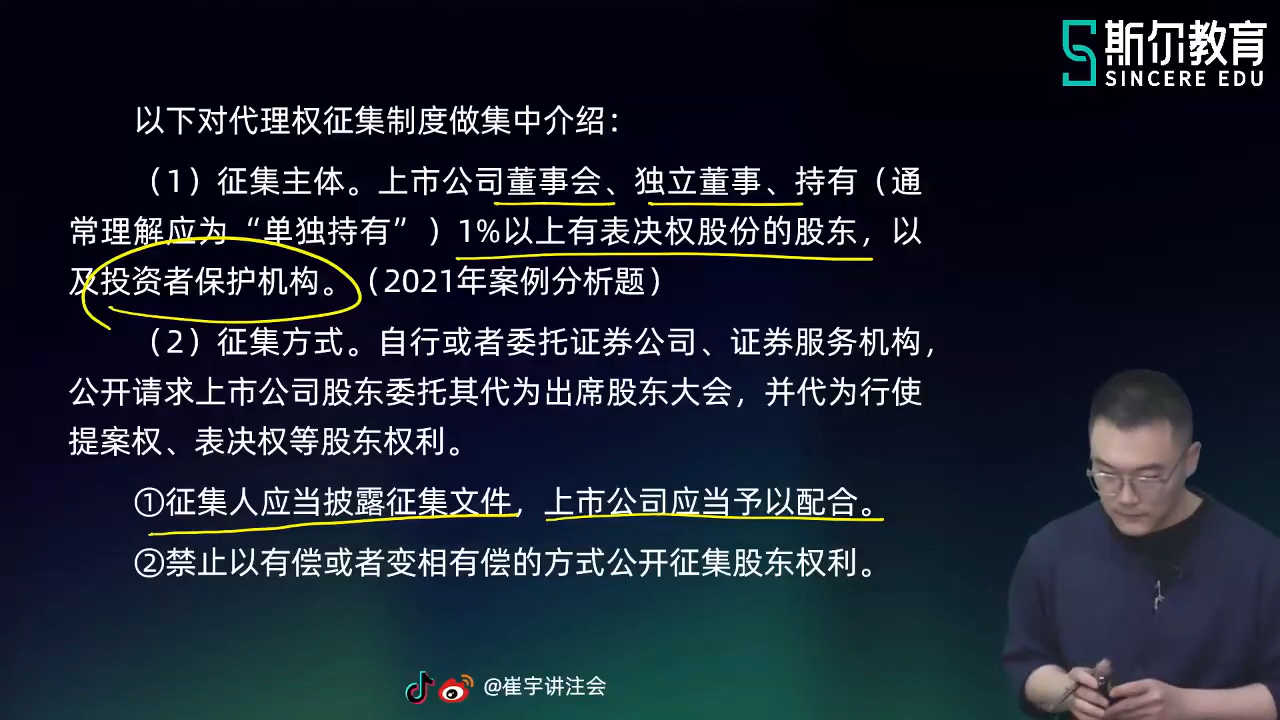 斯尔教育
SINCERE EDU
以下对代理权征集制度做集中介绍：
（1）征集主体。上市公司董事会、独立董事、持有（通
常理解应为“单独持有”）1%以上有表决权股份的股东，以
及投资者保护机构。（2021年案例分析题）
（2）征集方式。自行或者委托证券公司、证券服务机构，
公开请求上市公司股东委托其代为出席股东大会，并代为行使
提案权、表决权等股东权利。
①征集人应当披露征集文件，上市公司应当予以配合。
②禁止以有偿或者变相有偿的方式公开征集股东权利。
@崔宇讲注会